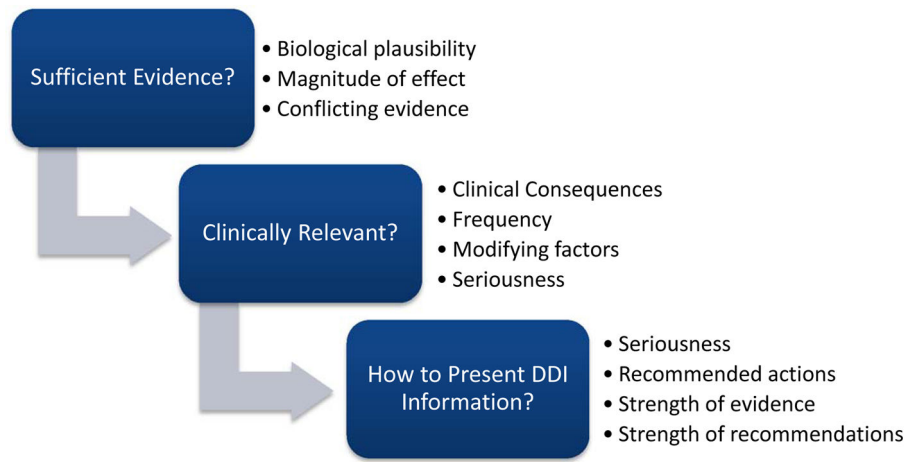 Sufficient Evidence?
• Biological plausibility
• Magnitude of effect
• Conflicting evidence
Clinically Relevant?
• Clinical Consequences
• Frequency
• Modifying factors
• Seriousness
How to Present DDI
Information?
• Seriousness
• Recommended actions
• Strength of evidence
• Strength of recommendations